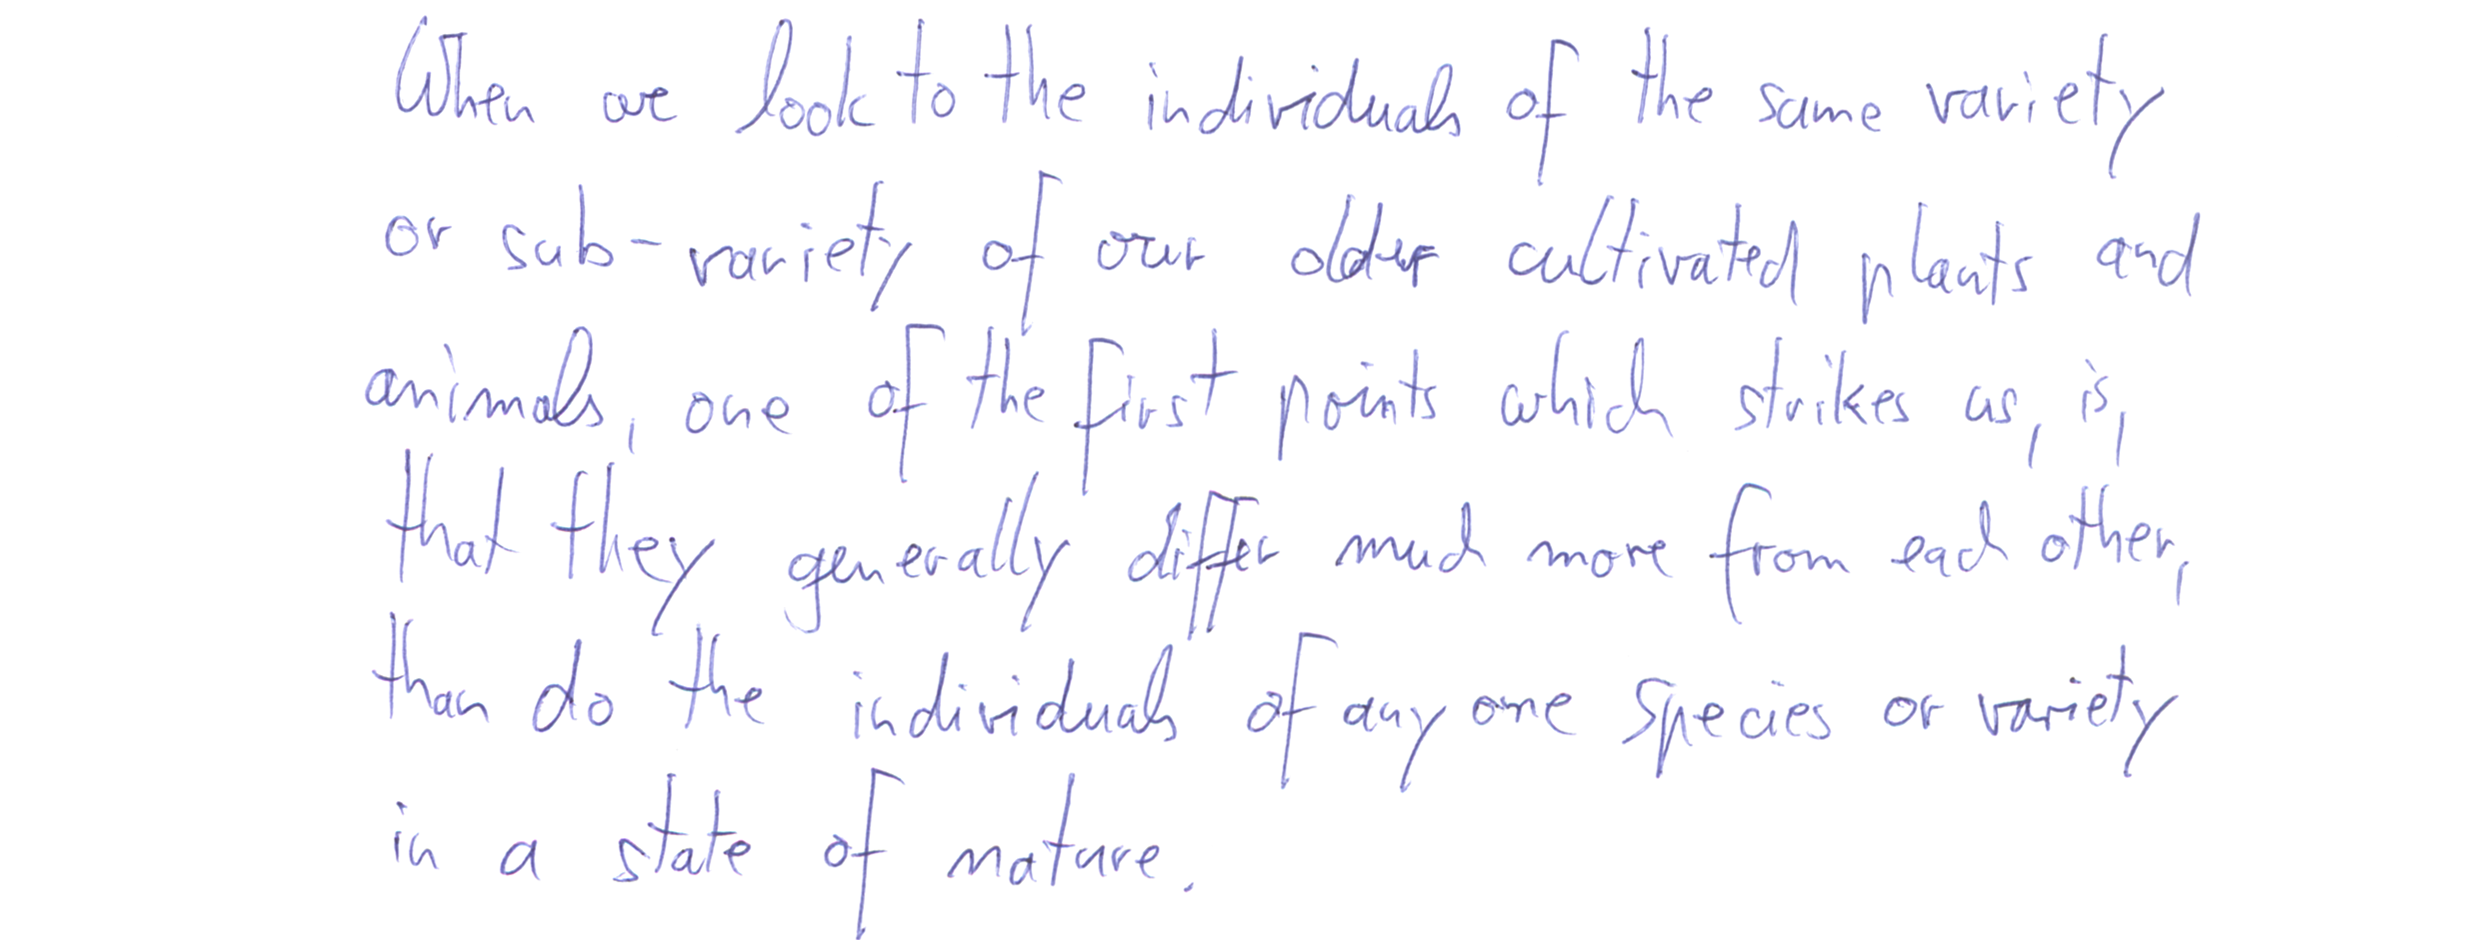 When we look to the individuals of the same variety
or sub-variety of our older cultivated plants and
animals, one of the first points which strikes us, is,
that they generally differ much more from each other,
than do the individuals of any one species or variety
in a state of nature.